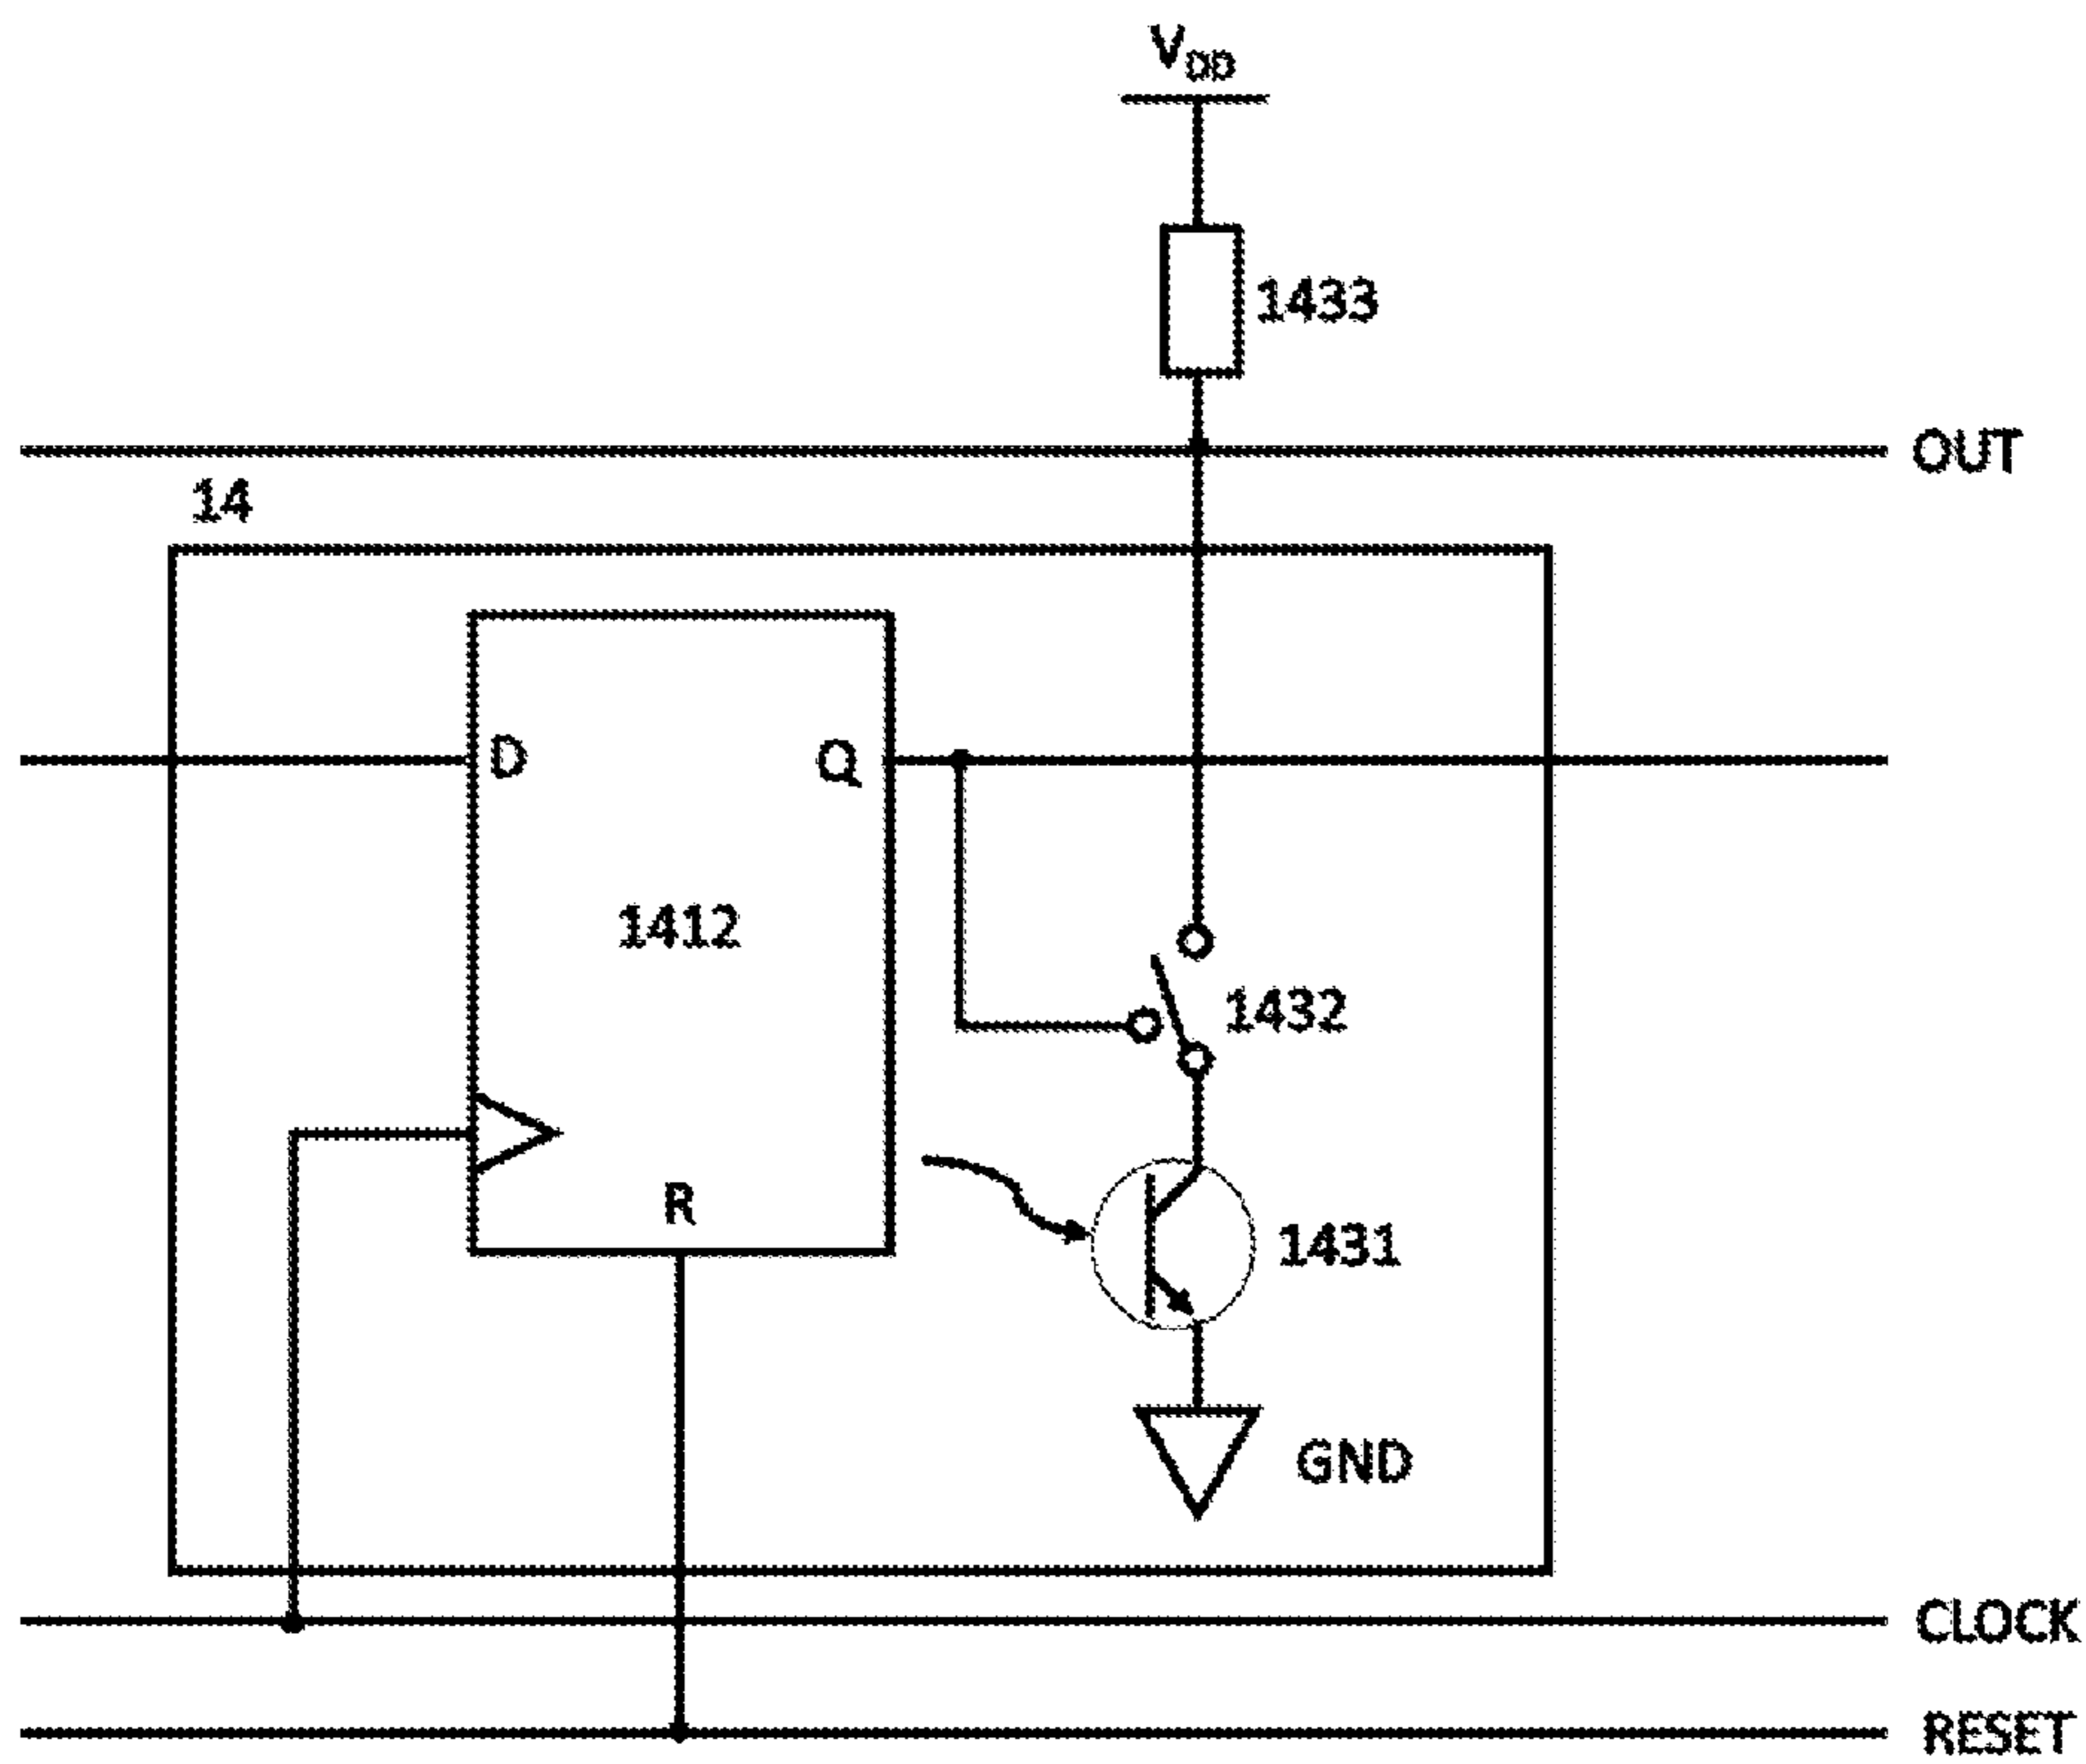 VDD
1433
OUT
14
D
Q
1412
1432
R
1431
GND
CLOCK
RESET